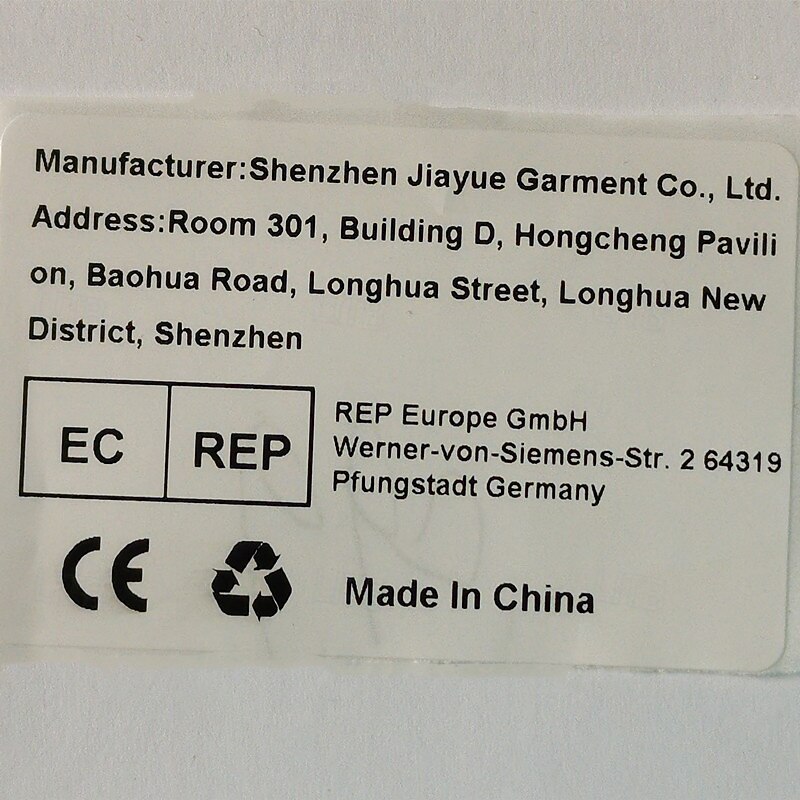 Manufacturer:Shenzhen Jiayue Garment Co., Ltd.
Address:Room 301, Building D, Hongcheng Pavili
on, Baohua Road, Longhua Street, Longhua New
District, Shenzhen
EC REP
REP Europe GmbH
Werner-von-Siemens-Str. 2 64319
Pfungstadt Germany
CE
Made In China